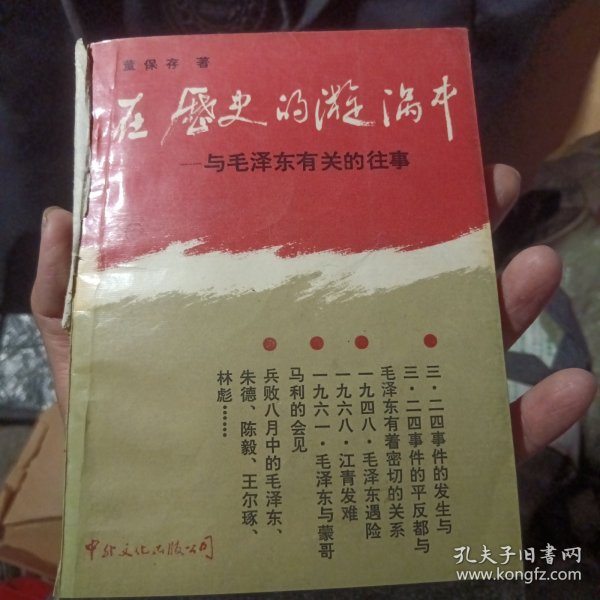 董保存 著
在歷史的漩涡中
——与毛泽东有关的往事
三·二四事件的发生与
三·二四事件的平反都与
毛泽东有着密切的关系
一九四八·毛泽东遇险
一九六八·江青发难
一九六一·毛泽东与蒙哥
马利的会见
兵败八月中的毛泽东、
朱德、陈毅、王尔琢、
林彪……
中外文化出版公司
孔夫子旧书网
www.kongfz.com